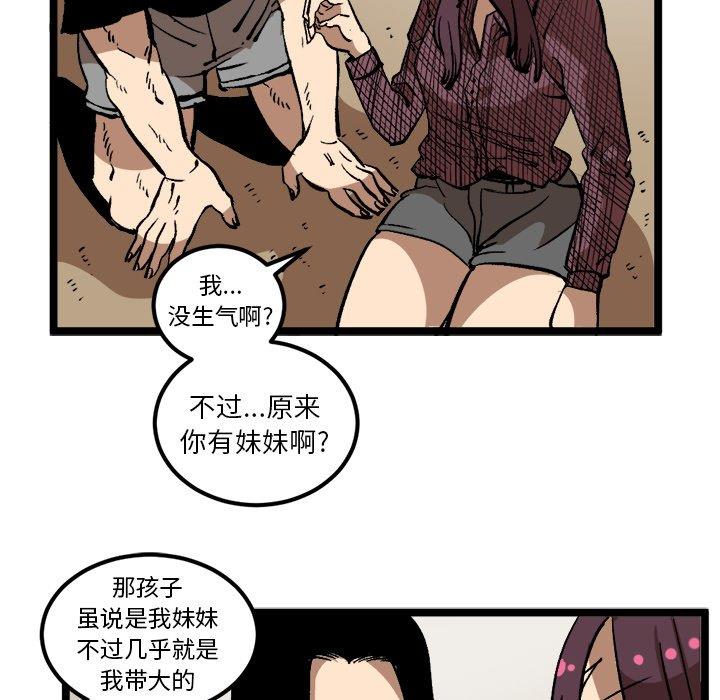 我...
没生气啊?
不过...原来
你有妹妹啊?
那孩子
虽说是我妹妹
不过几乎就是
我带大的